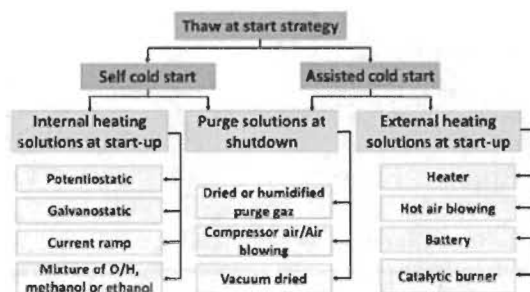 Thaw at start strategy
Self cold start
Assisted cold start
Internal heating
solutions at start-up
Purge solutions at
shutdown
External heating
solutions at start-up
Potentiostatic
Galvanostatic
Current ramp
Mixture of O/H,
methanol or ethanol
Dried or humidified
purge gaz
Compressor air/Air
blowing
Vacuum dried
Heater
Hot air blowing
Battery
Catalytic burner